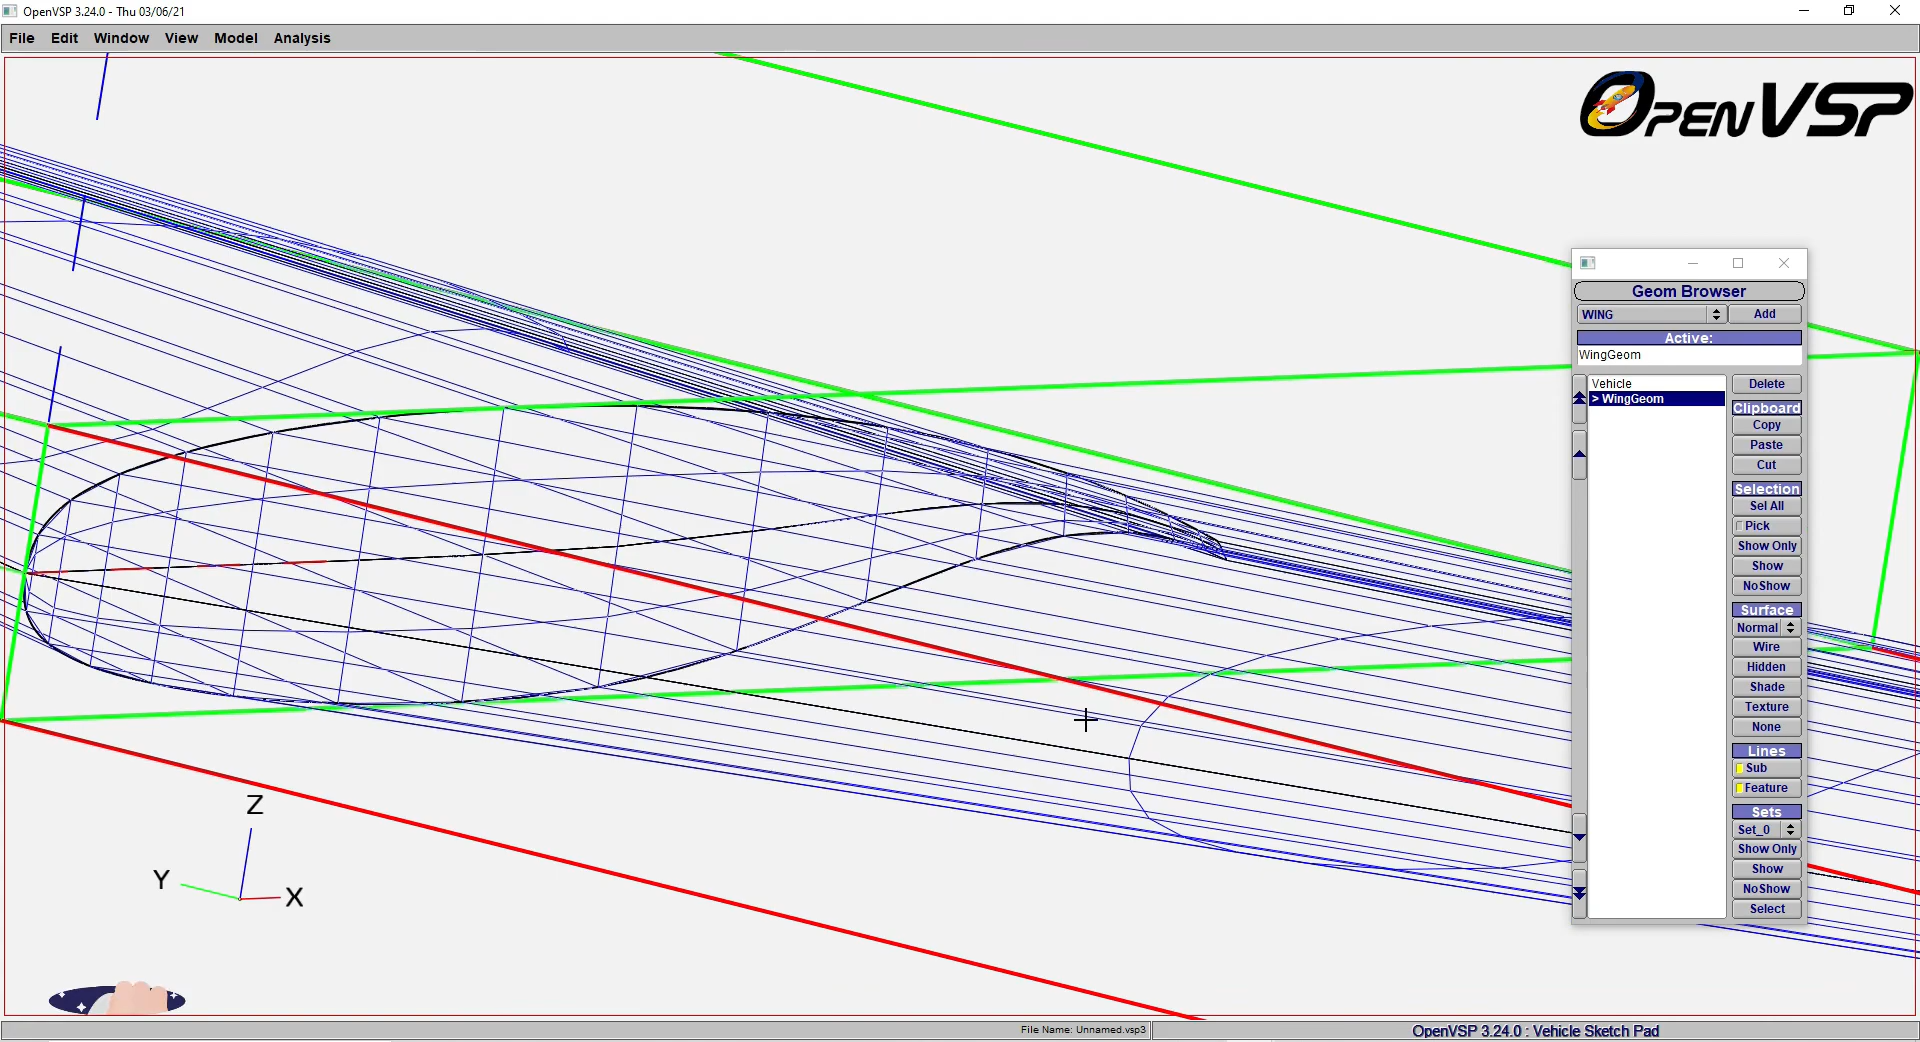 OpenVSP 3.24.0 - Thu 03/06/21
File Edit Window View Model Analysis
OPENVSP
Geom Browser
WING Add
Active:
WingGeom
Vehicle
> WingGeom
Delete
Clipboard
Copy
Paste
Cut
Selection
Sel All
Pick
Show Only
Show
NoShow
Surface
Normal
Wire
Hidden
Shade
Texture
None
Lines
Sub
Feature
Sets
Set_0
Show Only
Show
NoShow
Select
Z
Y
X
File Name: Unnamed.vsp3
OpenVSP 3.24.0 : Vehicle Sketch Pad